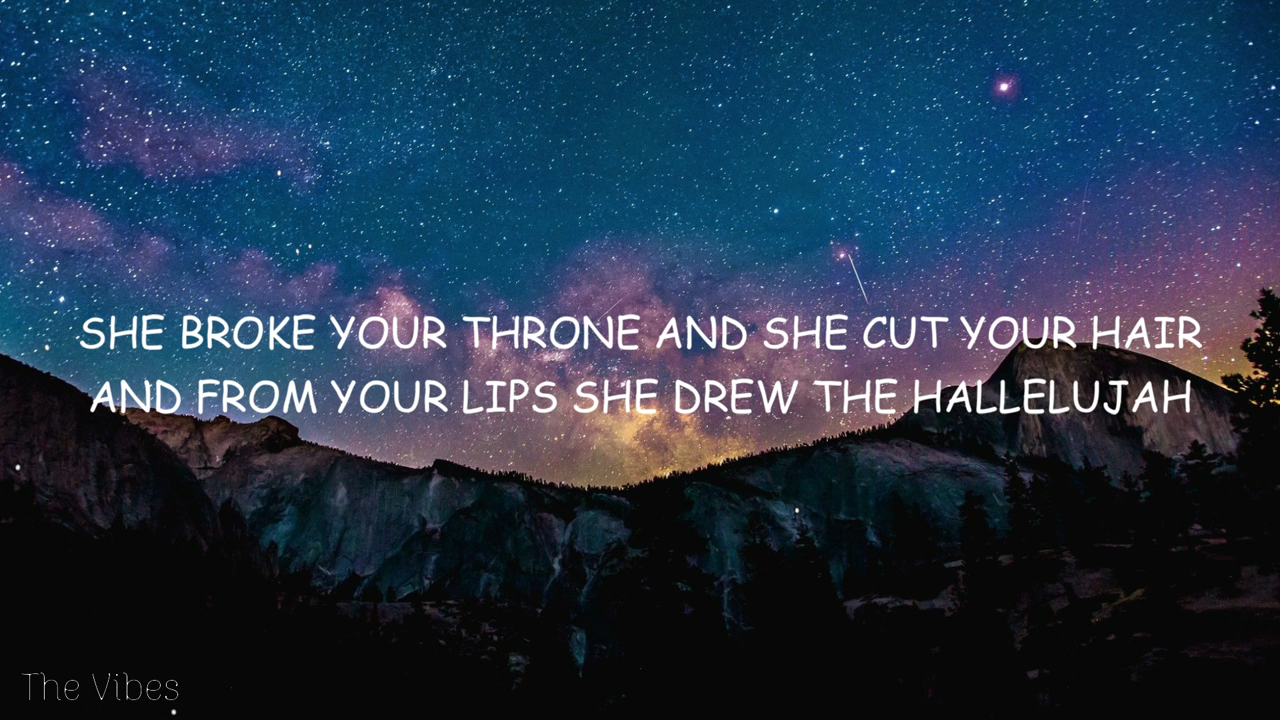 SHE BROKE YOUR THRONE AND SHE CUT YOUR HAIR
AND FROM YOUR LIPS SHE DREW THE HALLELUJAH
The Vibes